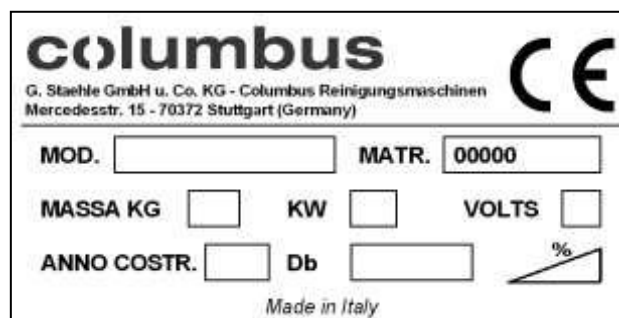 columbus
CE
G. Staehle GmbH u. Co. KG - Columbus Reinigungsmaschinen
Mercedesstr. 15 - 70372 Stuttgart (Germany)
MOD. MATR. 00000
MASSA KG KW VOLTS
ANNO COSTR. Db %
Made in Italy